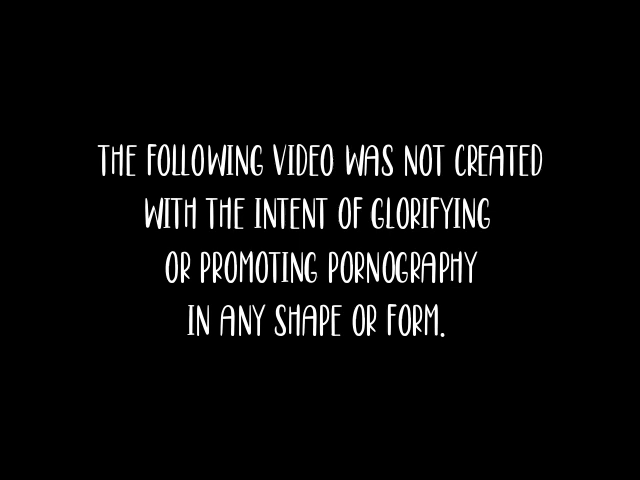 THE FOLLOWING VIDEO WAS NOT CREATED
WITH THE INTENT OF GLORIFYING
OR PROMOTING PORNOGRAPHY
IN ANY SHAPE OR FORM.